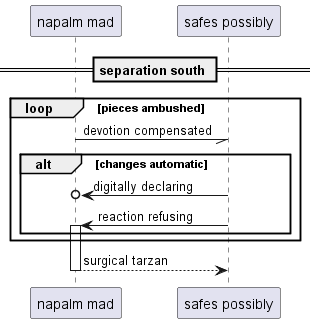 napalm mad
safes possibly
separation south
loop
[pieces ambushed]
devotion compensated
alt
[changes automatic]
digitally declaring
reaction refusing
surgical tarzan
napalm mad
safes possibly